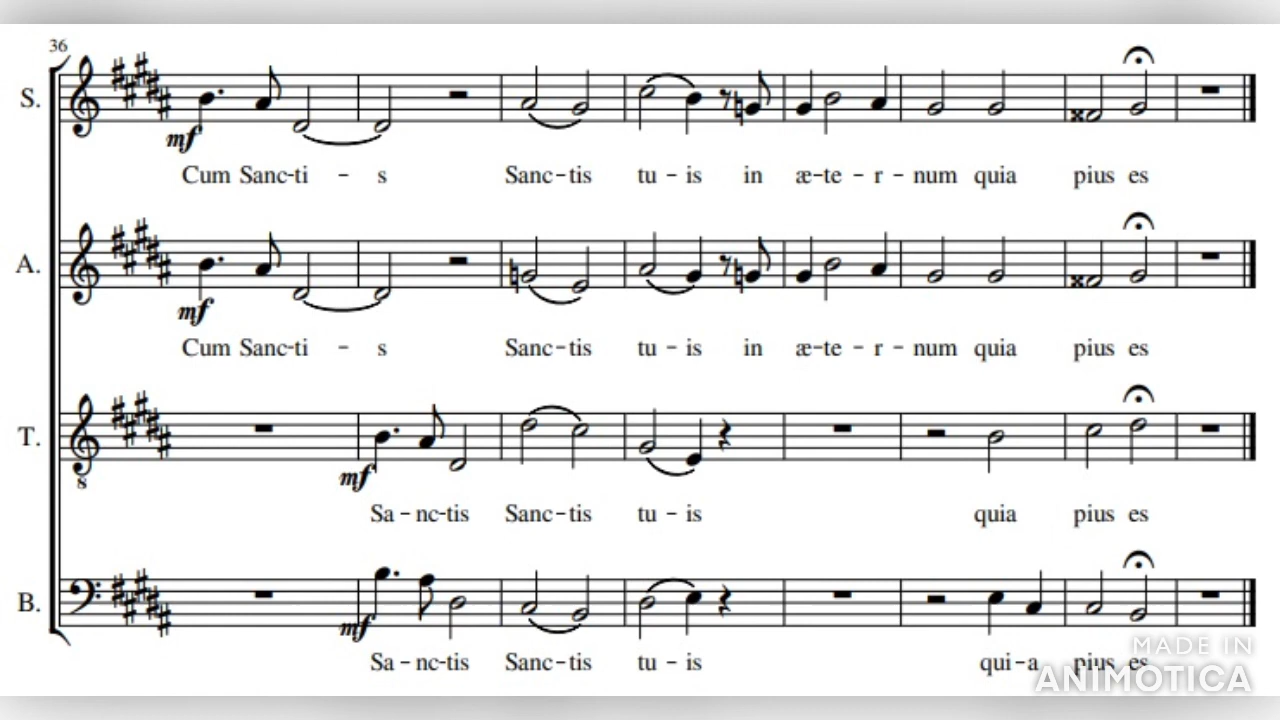 36
S.
mf
Cum Sanc-ti - s Sanc-tis tu - is in æ-te - r - num quia pius es
A.
mf
Cum Sanc-ti - s Sanc-tis tu - is in æ-te - r - num quia pius es
T.
8
mf
Sa - nc-tis Sanc-tis tu - is quia pius es
B.
mf
Sa - nc-tis Sanc-tis tu - is qui-a pius es
MADE IN
ANIMOTICA